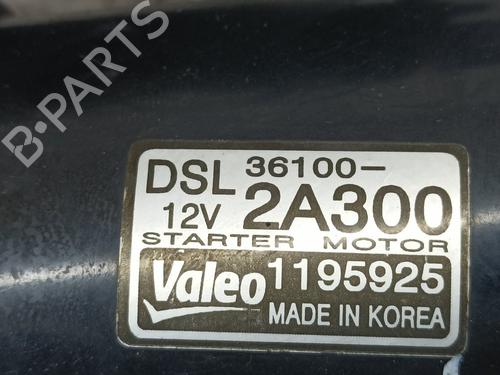 B-PARTS
DSL 36100-
12V 2A300
STARTER MOTOR
Valeo 1195925
MADE IN KOREA